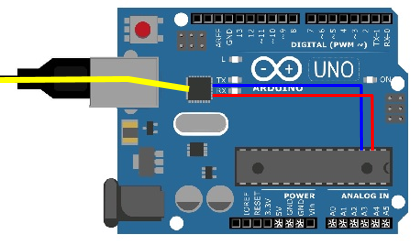 AREF
GND
13
12
~11
~10
~9
8
7
~6
~5
4
~3
2
TX-1
RX-0
DIGITAL (PWM ~)
L
TX
RX
UNO
ON
ARDUINO
POWER
ANALOG IN
IOREF
RESET
3.3V
5V
GND
GND
Vin
A0
A1
A2
A3
A4
A5